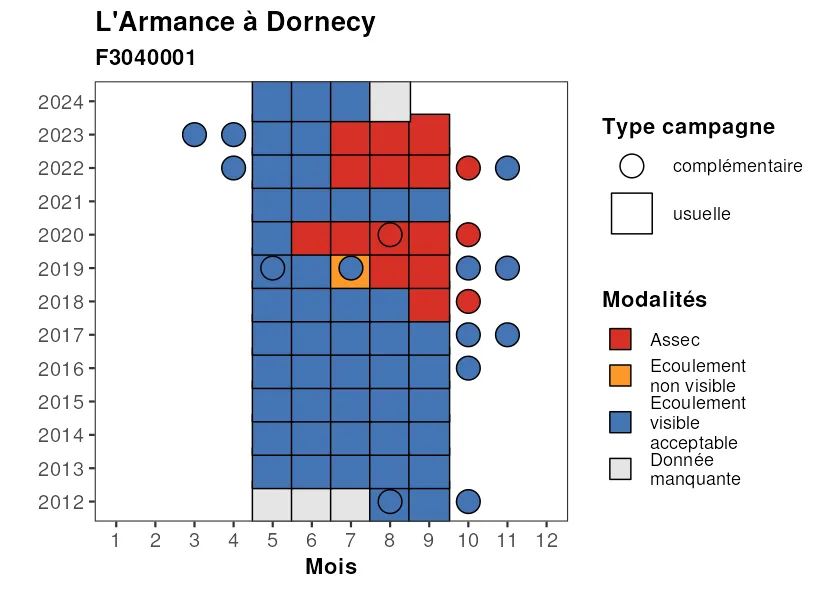 L'Armance à Dornecy
F3040001
2024
2023
2022
2021
2020
2019
2018
2017
2016
2015
2014
2013
2012
1 2 3 4 5 6 7 8 9 10 11 12
Mois
Type campagne
complémentaire
usuelle
Modalités
Assec
Ecoulement
non visible
Ecoulement
visible
acceptable
Donnée
manquante